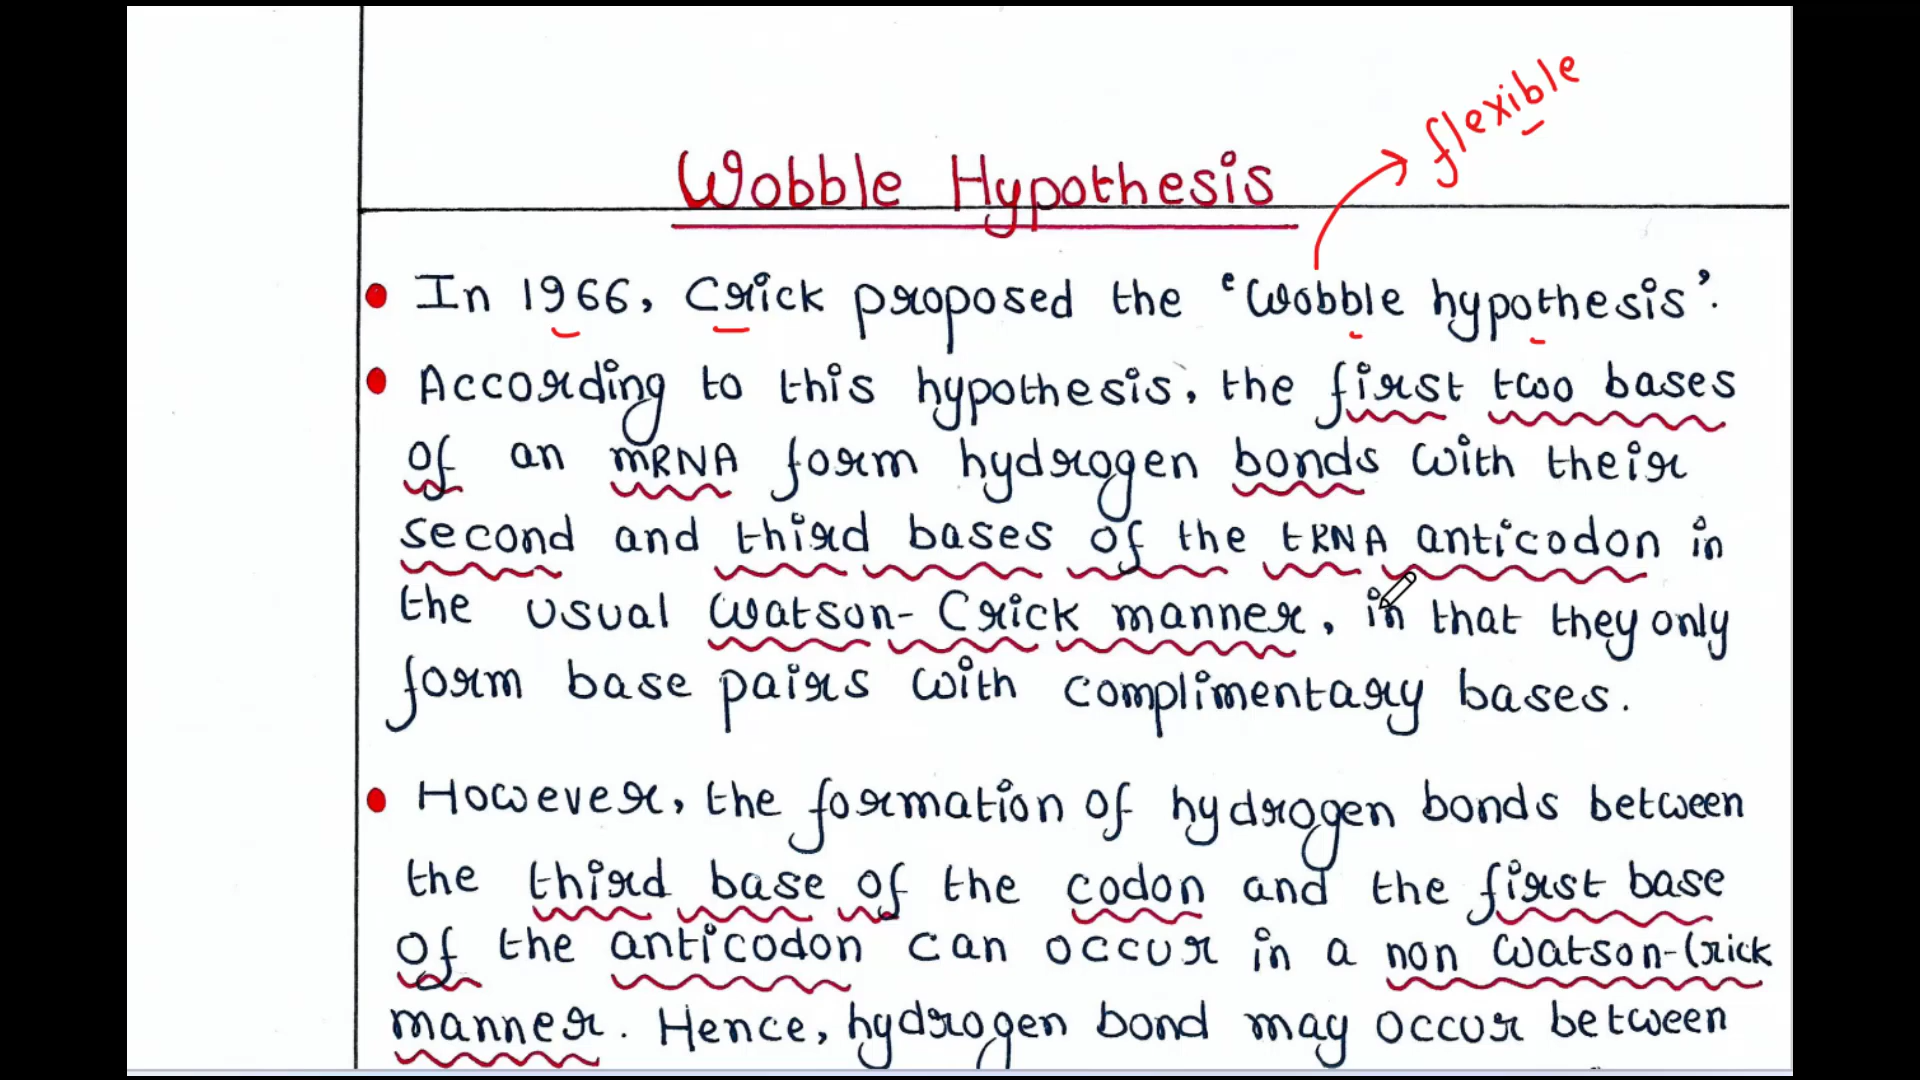 flexible
Wobble Hypothesis
• In 1966, Crick proposed the 'Wobble hypothesis'.
• According to this hypothesis, the first two bases
of an mRNA form hydrogen bonds with their
second and third bases of the tRNA anticodon in
the usual Watson-Crick manner, in that they only
form base pairs with complimentary bases.
• However, the formation of hydrogen bonds between
the third base of the codon and the first base
of the anticodon can occur in a non Watson-Crick
manner. Hence, hydrogen bond may occur between